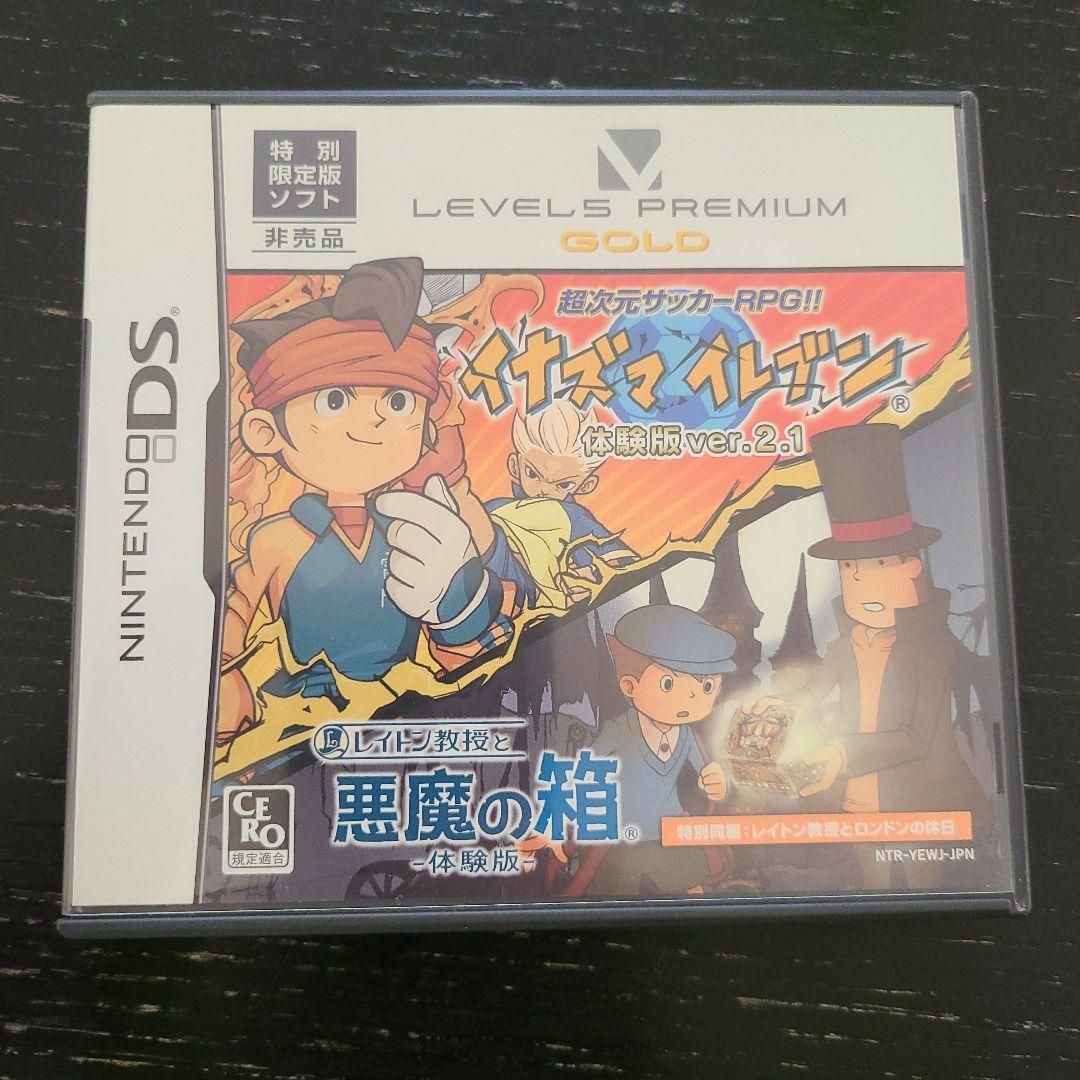 特別
限定版
ソフト
非売品
LEVEL5 PREMIUM
GOLD
NINTENDO DS®
超次元サッカーRPG!!
イナズマイレブン®
体験版 ver.2.1
レイトン教授と
悪魔の箱®
-体験版-
CERO
規定適合
特別同梱:レイトン教授とロンドンの休日
NTR-YEWJ-JPN